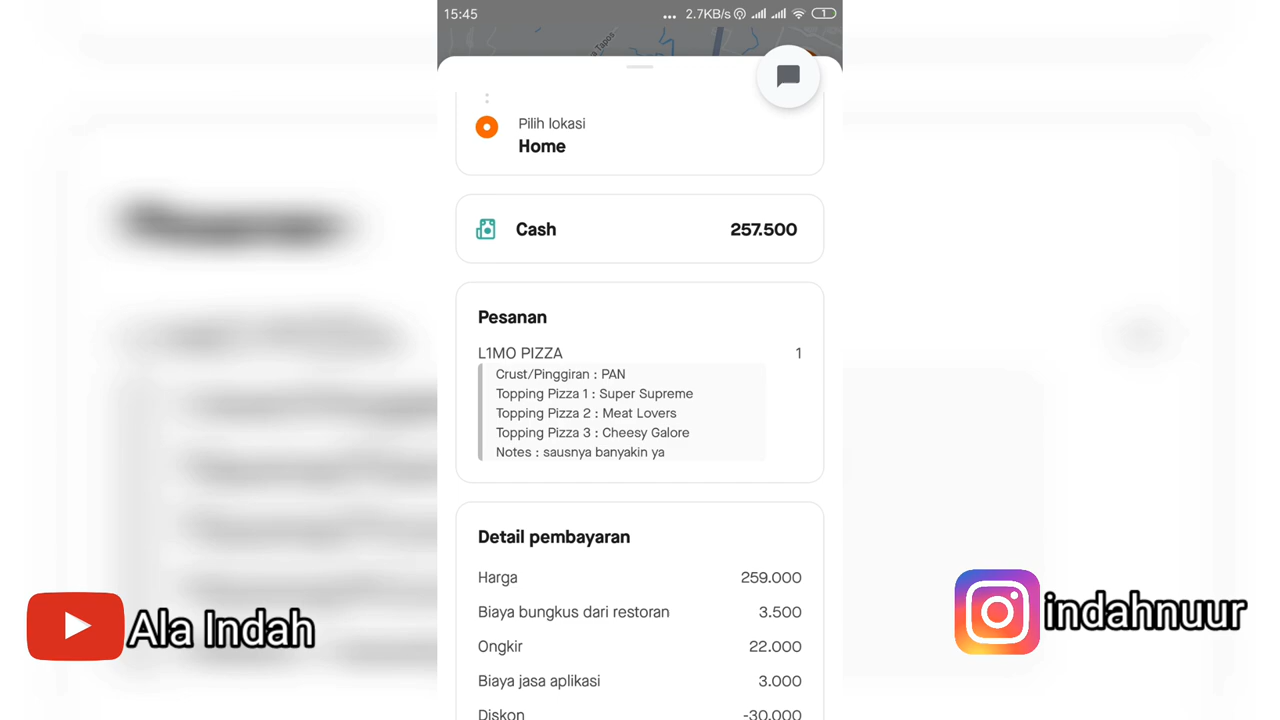 15:45
2.7KB/s
1
a Tapos
Pilih lokasi
Home
Cash 257.500
Pesanan
L1MO PIZZA 1
Crust/Pinggiran : PAN
Topping Pizza 1 : Super Supreme
Topping Pizza 2 : Meat Lovers
Topping Pizza 3 : Cheesy Galore
Notes : sausnya banyakin ya
Detail pembayaran
Harga 259.000
Biaya bungkus dari restoran 3.500
Ongkir 22.000
Biaya jasa aplikasi 3.000
Diskon -30.000
Ala Indah
indahnuur